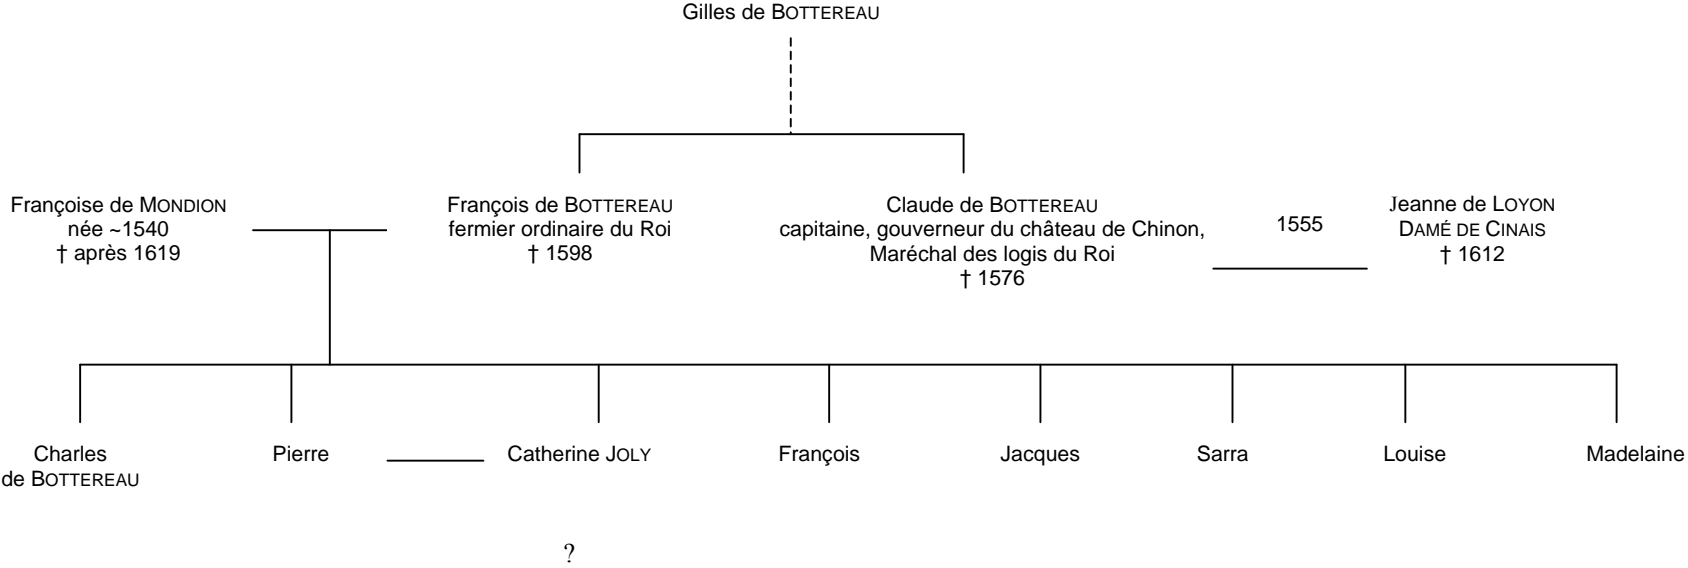 Gilles de BOTTEREAU
Françoise de MONDION
née ~1540
† après 1619
François de BOTTEREAU
fermier ordinaire du Roi
† 1598
Claude de BOTTEREAU
capitaine, gouverneur du château de Chinon,
Maréchal des logis du Roi
† 1576
1555
Jeanne de LOYON
DAMÉ DE CINAIS
† 1612
Charles
de BOTTEREAU
Pierre
Catherine JOLY
François
Jacques
Sarra
Louise
Madelaine
?